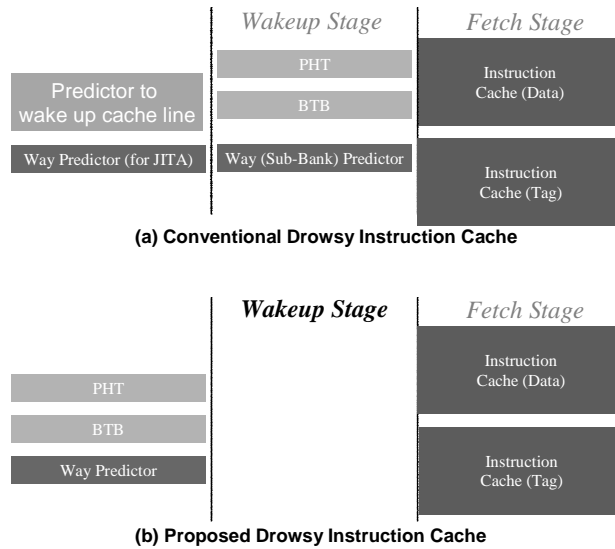 Wakeup Stage
Fetch Stage
Predictor to
wake up cache line
Way Predictor (for JITA)
PHT
BTB
Way (Sub-Bank) Predictor
Instruction
Cache (Data)
Instruction
Cache (Tag)
(a) Conventional Drowsy Instruction Cache
Wakeup Stage
Fetch Stage
PHT
BTB
Way Predictor
Instruction
Cache (Data)
Instruction
Cache (Tag)
(b) Proposed Drowsy Instruction Cache